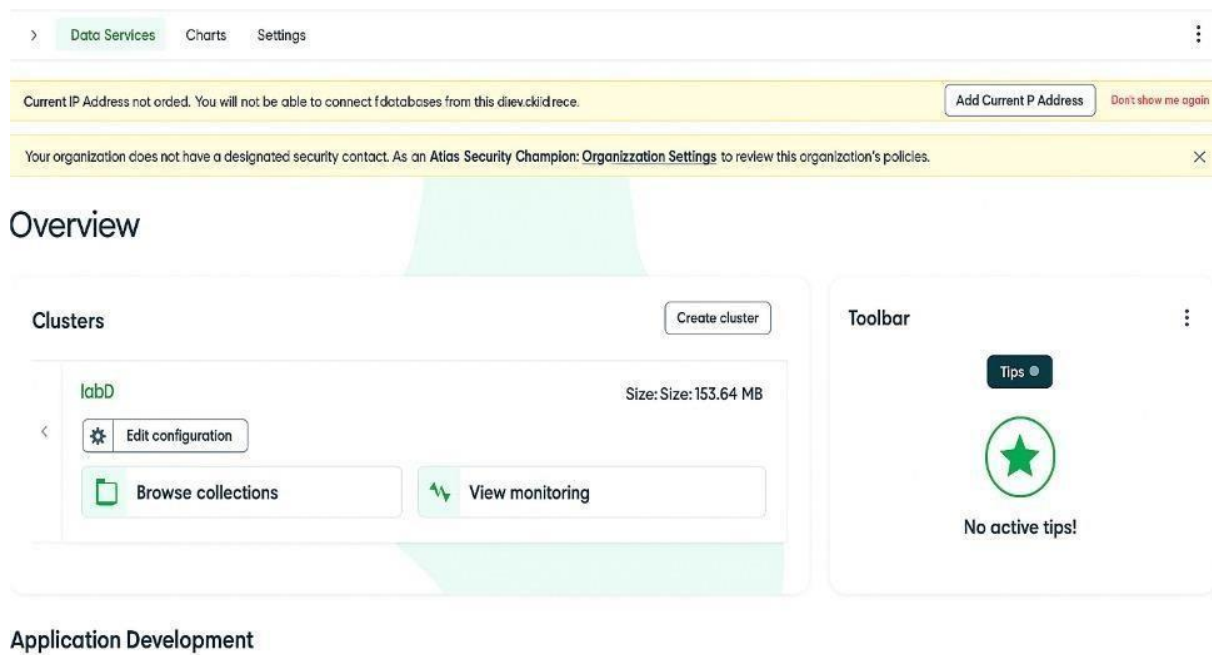 Data Services Charts Settings
Current IP Address not orded. You will not be able to connect fdatabases from this
Add Current P Address
Don't show me again
Your organization does not have a designated security contact. As an Atlas Security Champion: Organizzation Settings to review this organization's policies.
Overview
Clusters
Create cluster
labD
Size: Size: 153.64 MB
Edit configuration
Browse collections
View monitoring
Toolbar
Tips
No active tips!
Application Development